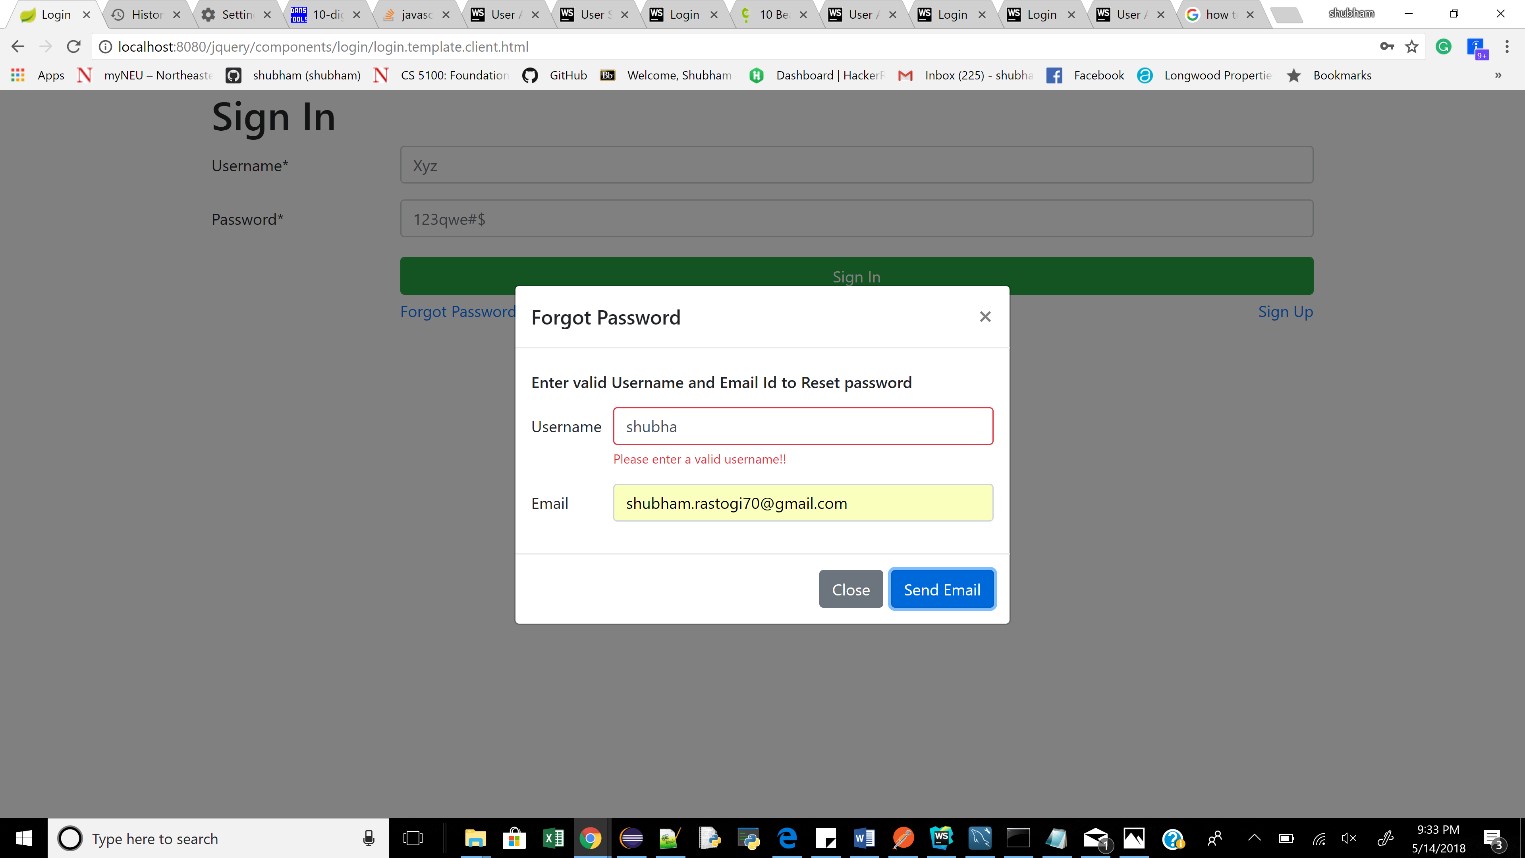 Login Histor Settin 10-di javasc User User S Login 10 Be User Login Login User how t shubham
localhost:8080/jquery/components/login/login.template.client.html
Apps myNEU – Northeaste shubham (shubham) CS 5100: Foundation GitHub Bb Welcome, Shubham Dashboard | Hacker Inbox (225) - shubha Facebook Longwood Propertie Bookmarks »
Sign In
Username* Xyz
Password* 123qwe#$
Sign In
Forgot Password Sign Up
Forgot Password ×
Enter valid Username and Email Id to Reset password
Username shubha
Please enter a valid username!!
Email shubham.rastogi70@gmail.com
Close Send Email
Type here to search
9:33 PM
5/14/2018